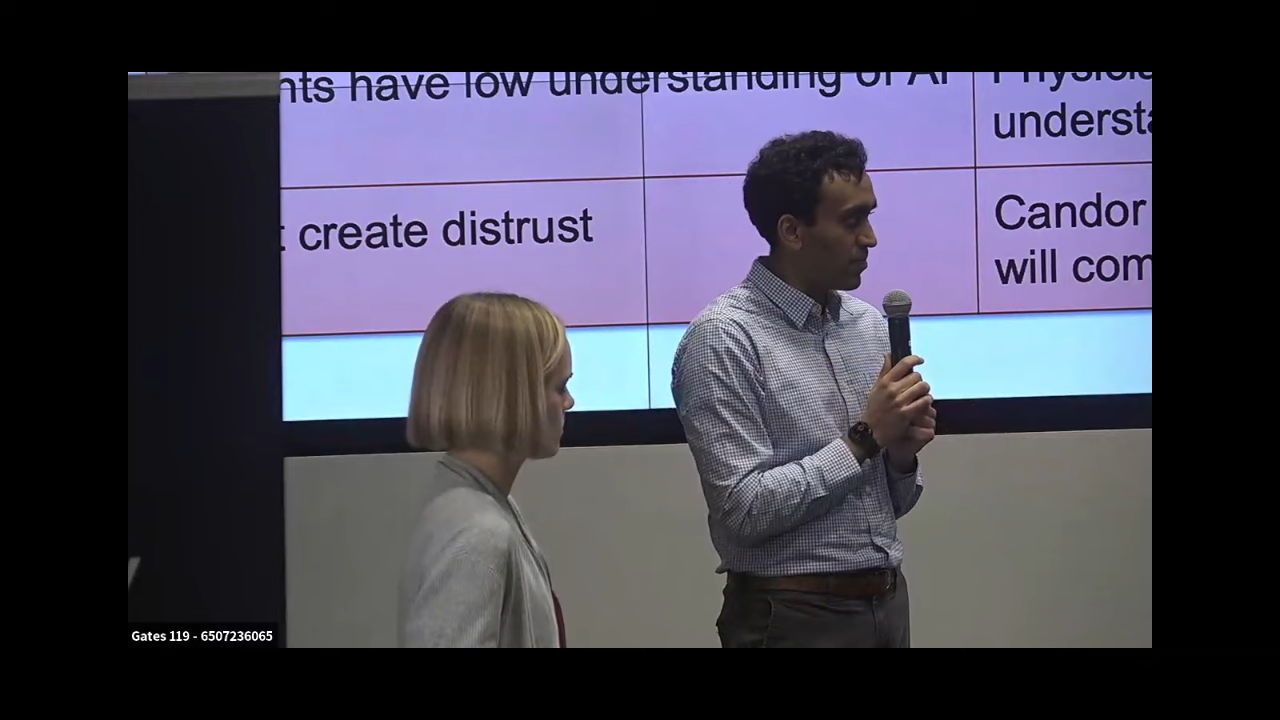 nts have low understanding of AI
understa
t create distrust
Candor
will com
Gates 119 - 6507236065